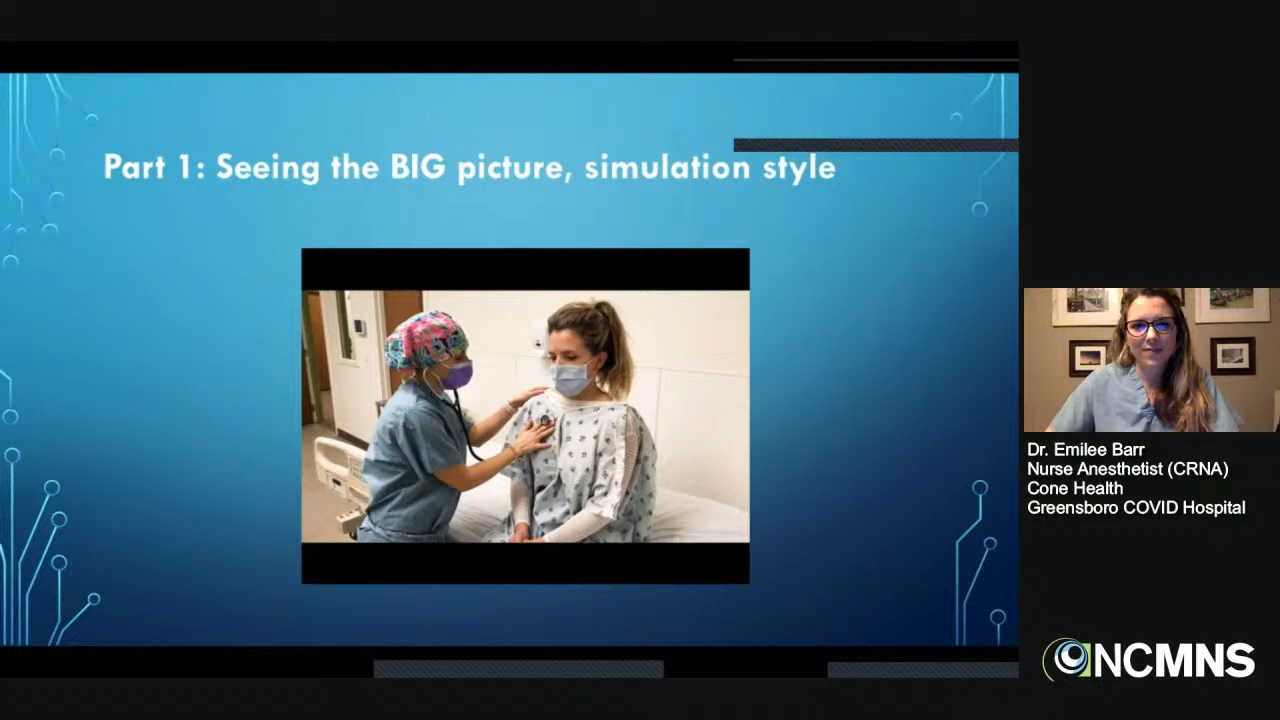 Part 1: Seeing the BIG picture, simulation style
Dr. Emilee Barr
Nurse Anesthetist (CRNA)
Cone Health
Greensboro COVID Hospital
NCMNS